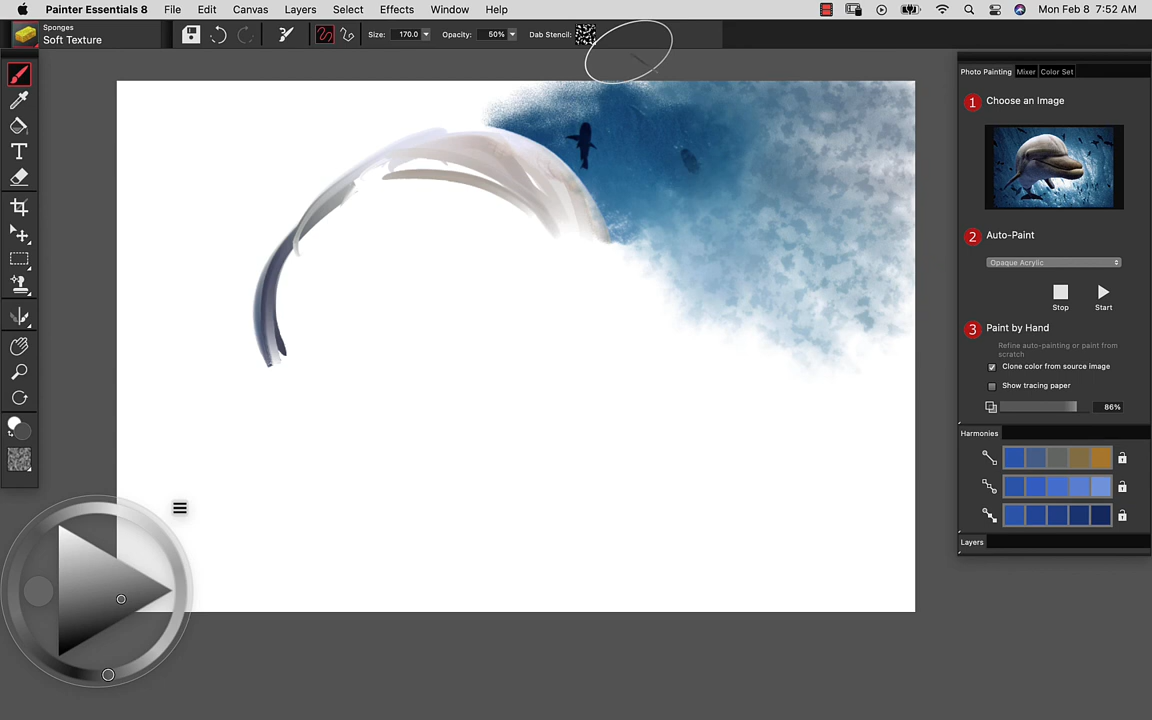 Painter Essentials 8 File Edit Canvas Layers Select Effects Window Help Mon Feb 8 7:52 AM
Sponges
Soft Texture
Size: 170.0 Opacity: 50% Dab Stencil:
Photo Painting Mixer Color Set
1 Choose an Image
2 Auto-Paint
Opaque Acrylic
Stop Start
3 Paint by Hand
Refine auto-painting or paint from
scratch
Clone color from source image
Show tracing paper
86%
Harmonies
Layers